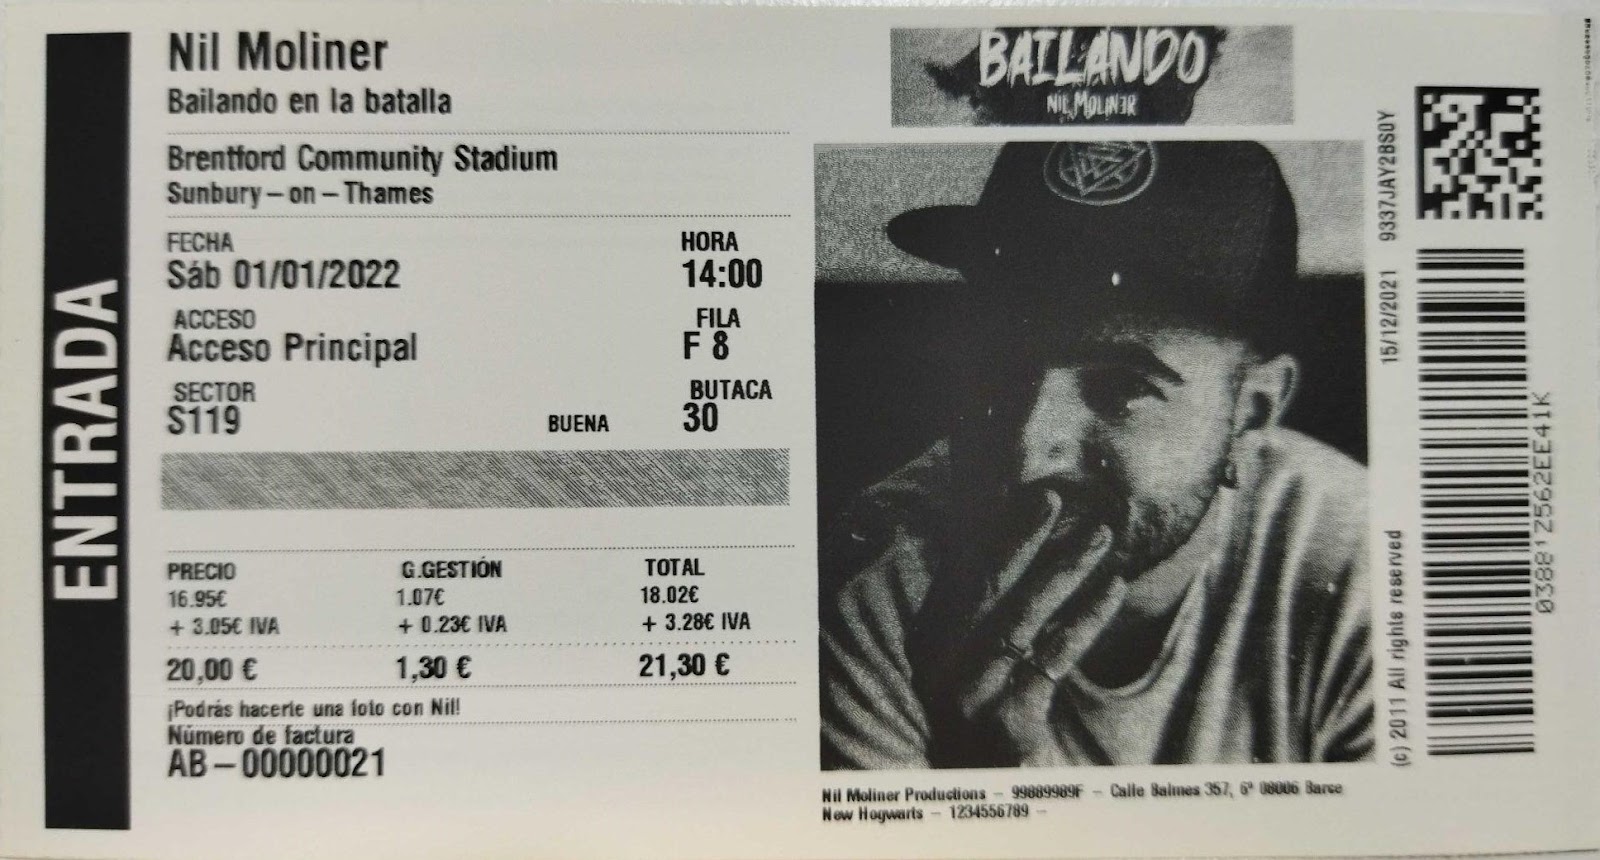 ENTRADA
Nil Moliner
Bailando en la batalla
Brentford Community Stadium
Sunbury – on – Thames
FECHA HORA
Sáb 01/01/2022 14:00
ACCESO FILA
Acceso Principal F 8
SECTOR BUTACA
S119 BUENA 30
PRECIO G.GESTIÓN TOTAL
16.95€ 1.07€ 18.02€
+ 3.05€ IVA + 0.23€ IVA + 3.28€ IVA
20,00 € 1,30 € 21,30 €
¡Podrás hacerte una foto con Nil!
Número de factura
AB – 00000021
BAILANDO
NIL MOLINER
Nil Moliner Productions – 99889989F – Calle Balmes 357, 6º 08006 Barce
New Hogwarts – 1234556789 –
(c) 2011 All rights reserved 15/12/2021 9337JAY2BS0Y